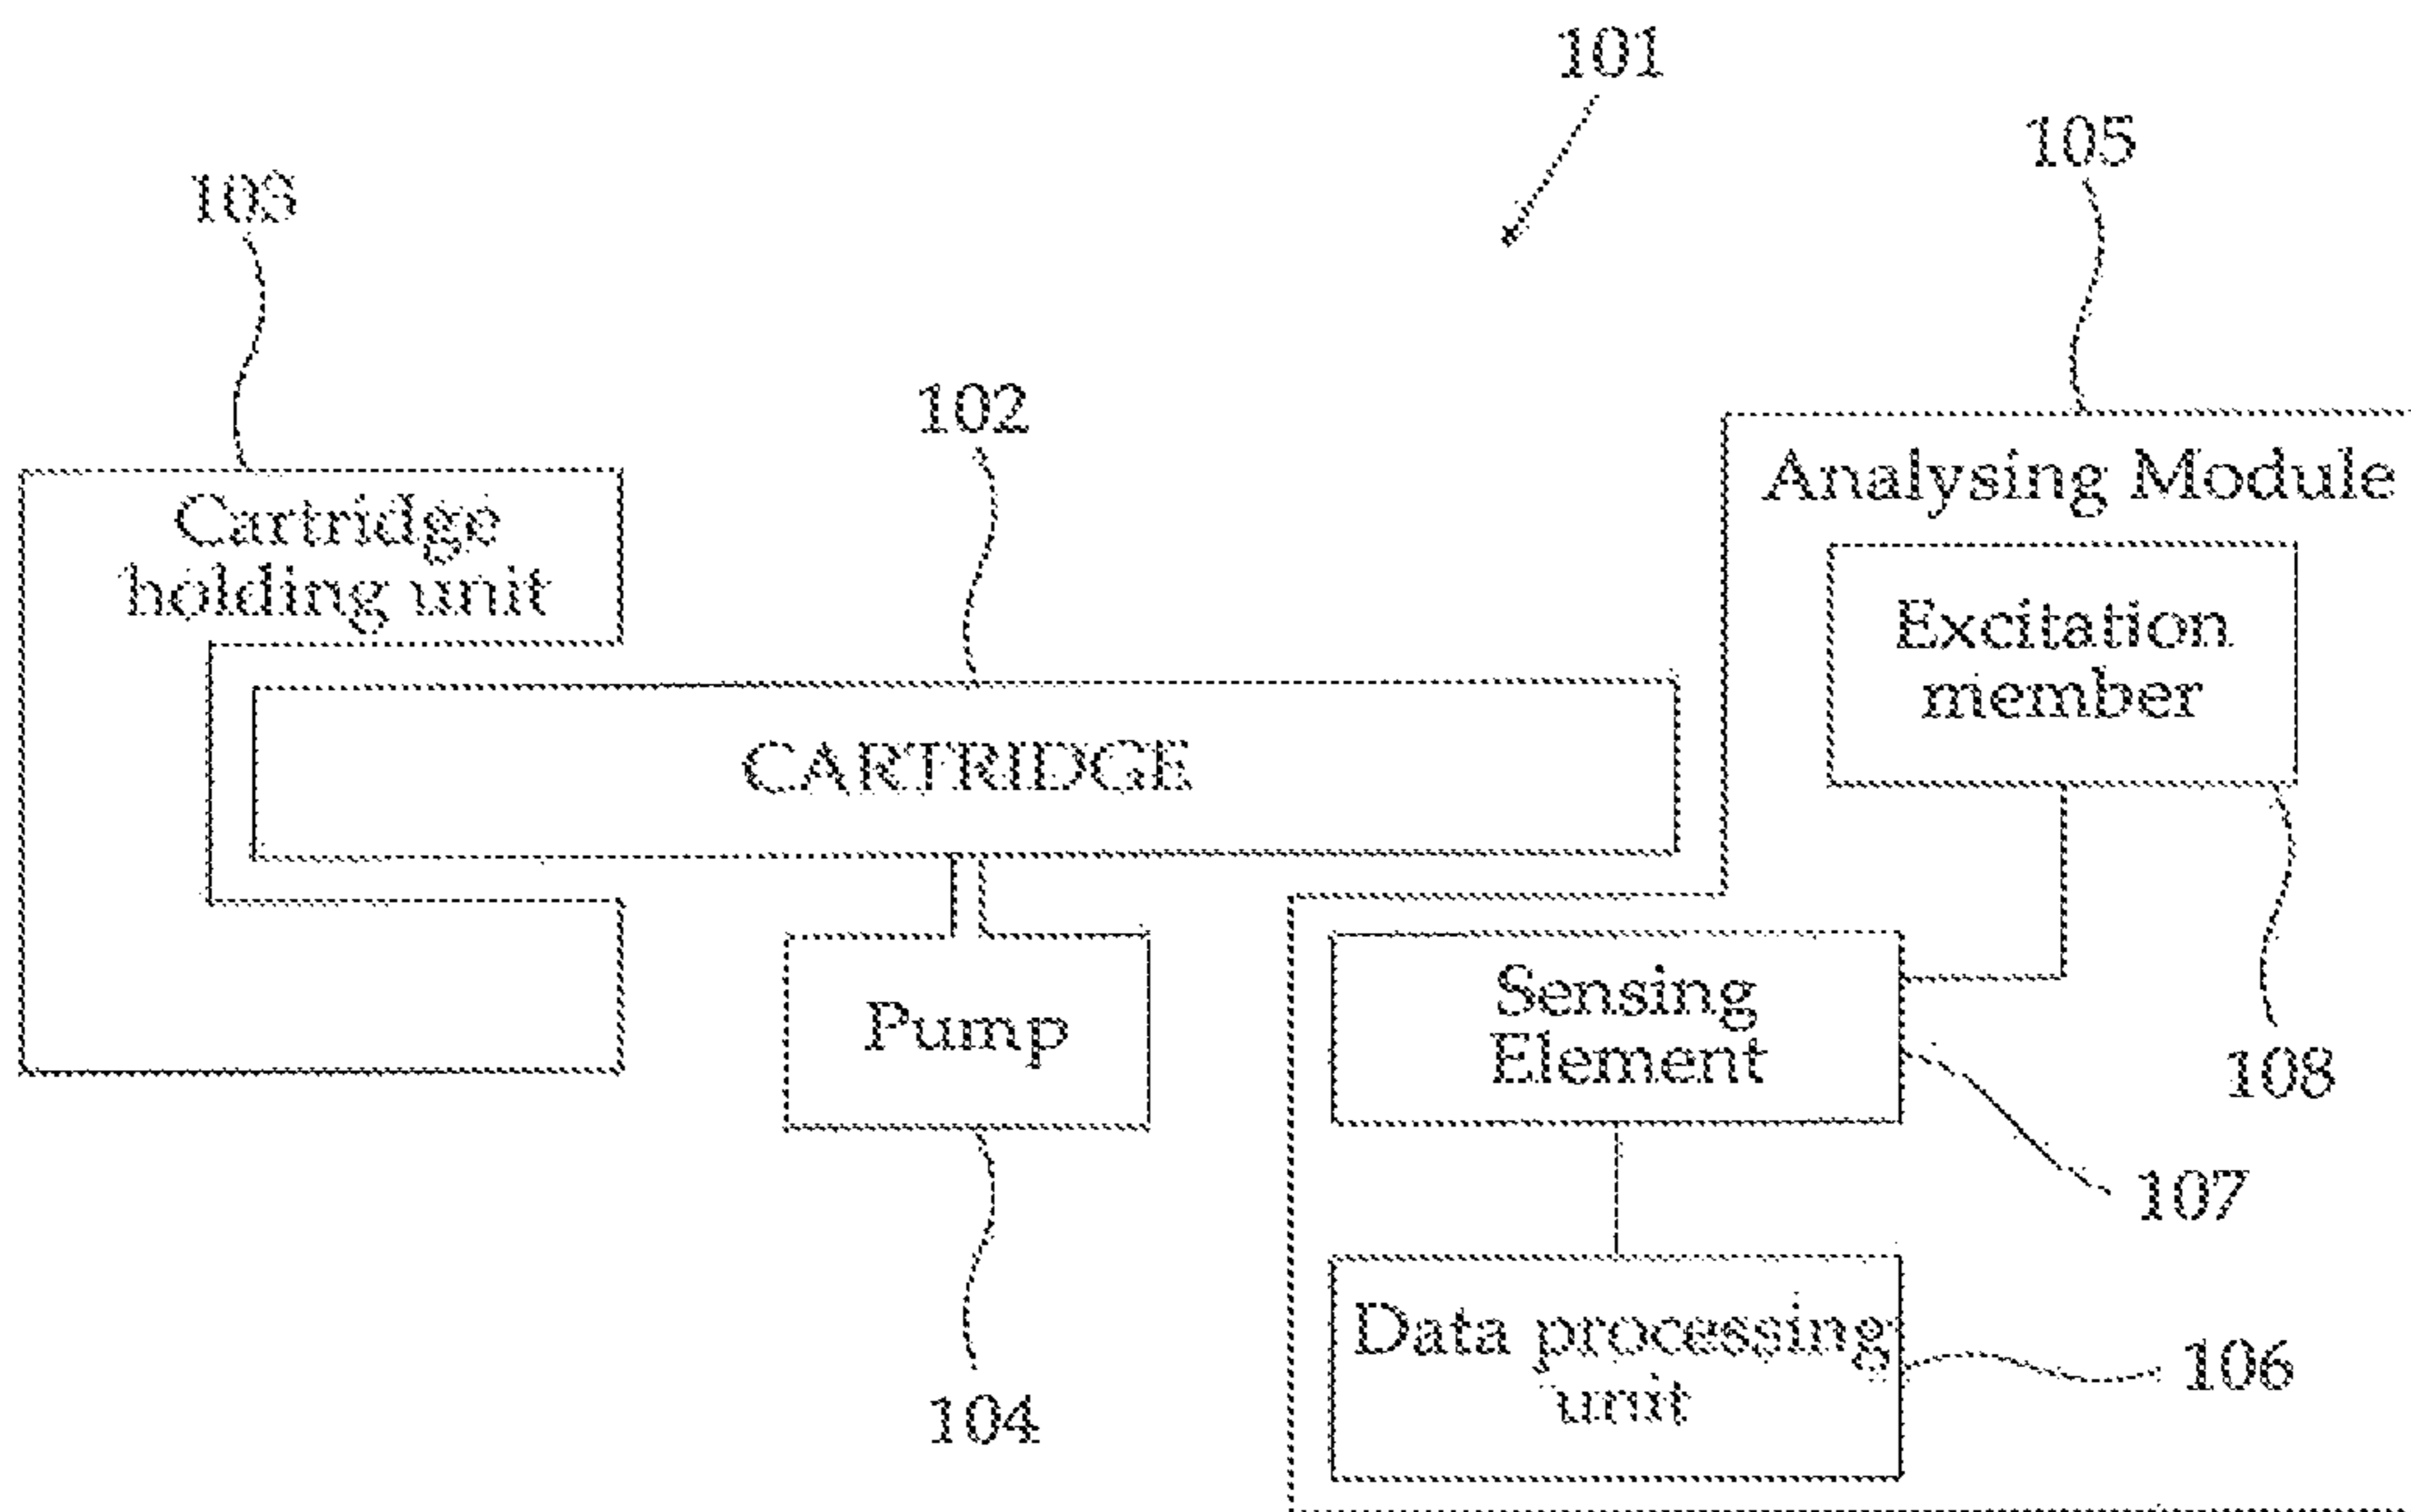 101
105
103
102
Analysing Module
Cartridge
holding unit
Excitation
member
CARTRIDGE
Sensing
Element
Pump
108
107
Data processing
unit
106
104